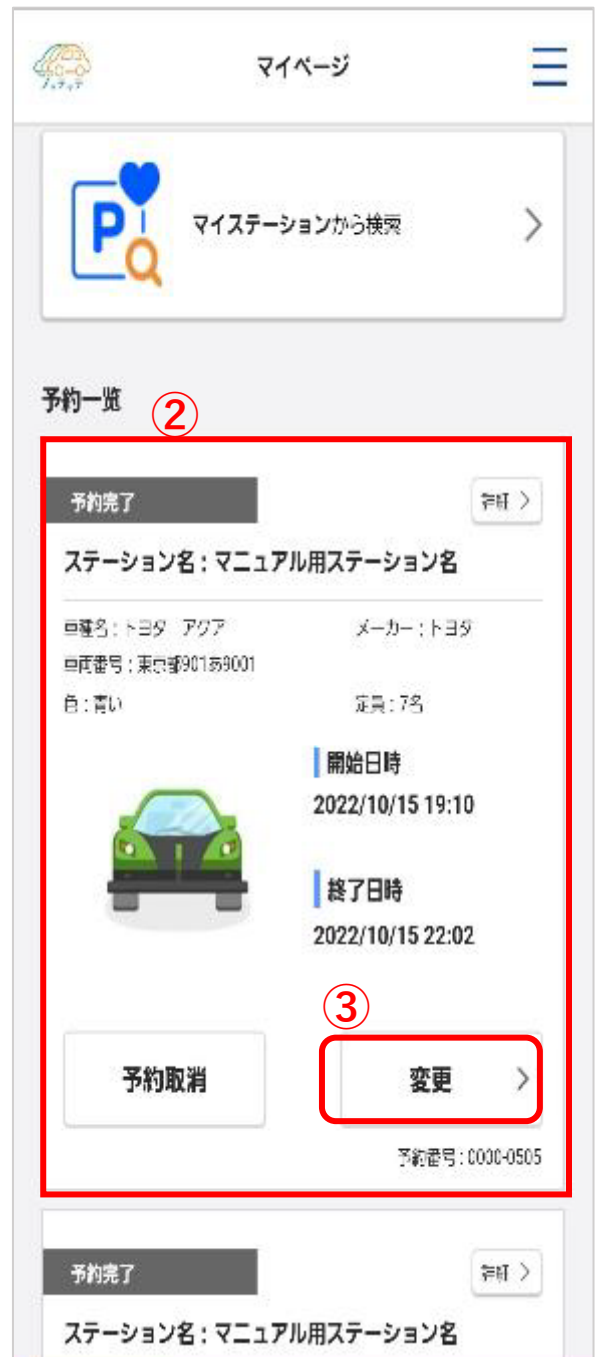 ノッテッテ
マイページ
P
マイステーションから検索
予約一覧
②
予約完了
詳細
ステーション名：マニュアル用ステーション名
車種名：トヨタ　アクア
メーカー：トヨタ
車両番号：東京都901あ9001
色：青い
定員：7名
開始日時
2022/10/15 19:10
終了日時
2022/10/15 22:02
③
予約取消
変更
予約番号：0000-0505
予約完了
詳細
ステーション名：マニュアル用ステーション名